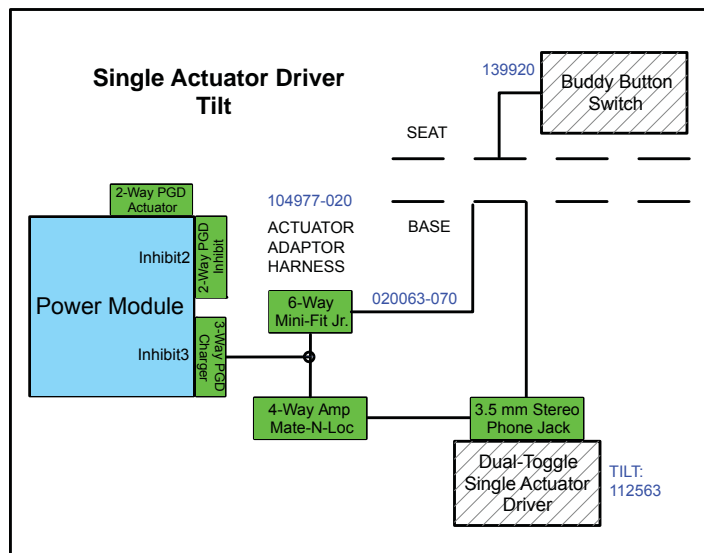 Single Actuator Driver
Tilt
139920
Buddy Button
Switch
SEAT
2-Way PGD
Actuator
104977-020
ACTUATOR
ADAPTOR
HARNESS
BASE
Inhibit2
2-Way PGD
Inhibit
Power Module
6-Way
Mini-Fit Jr.
020063-070
Inhibit3
3-Way PGD
Charger
4-Way Amp
Mate-N-Loc
3.5 mm Stereo
Phone Jack
Dual-Toggle
Single Actuator
Driver
TILT:
112563